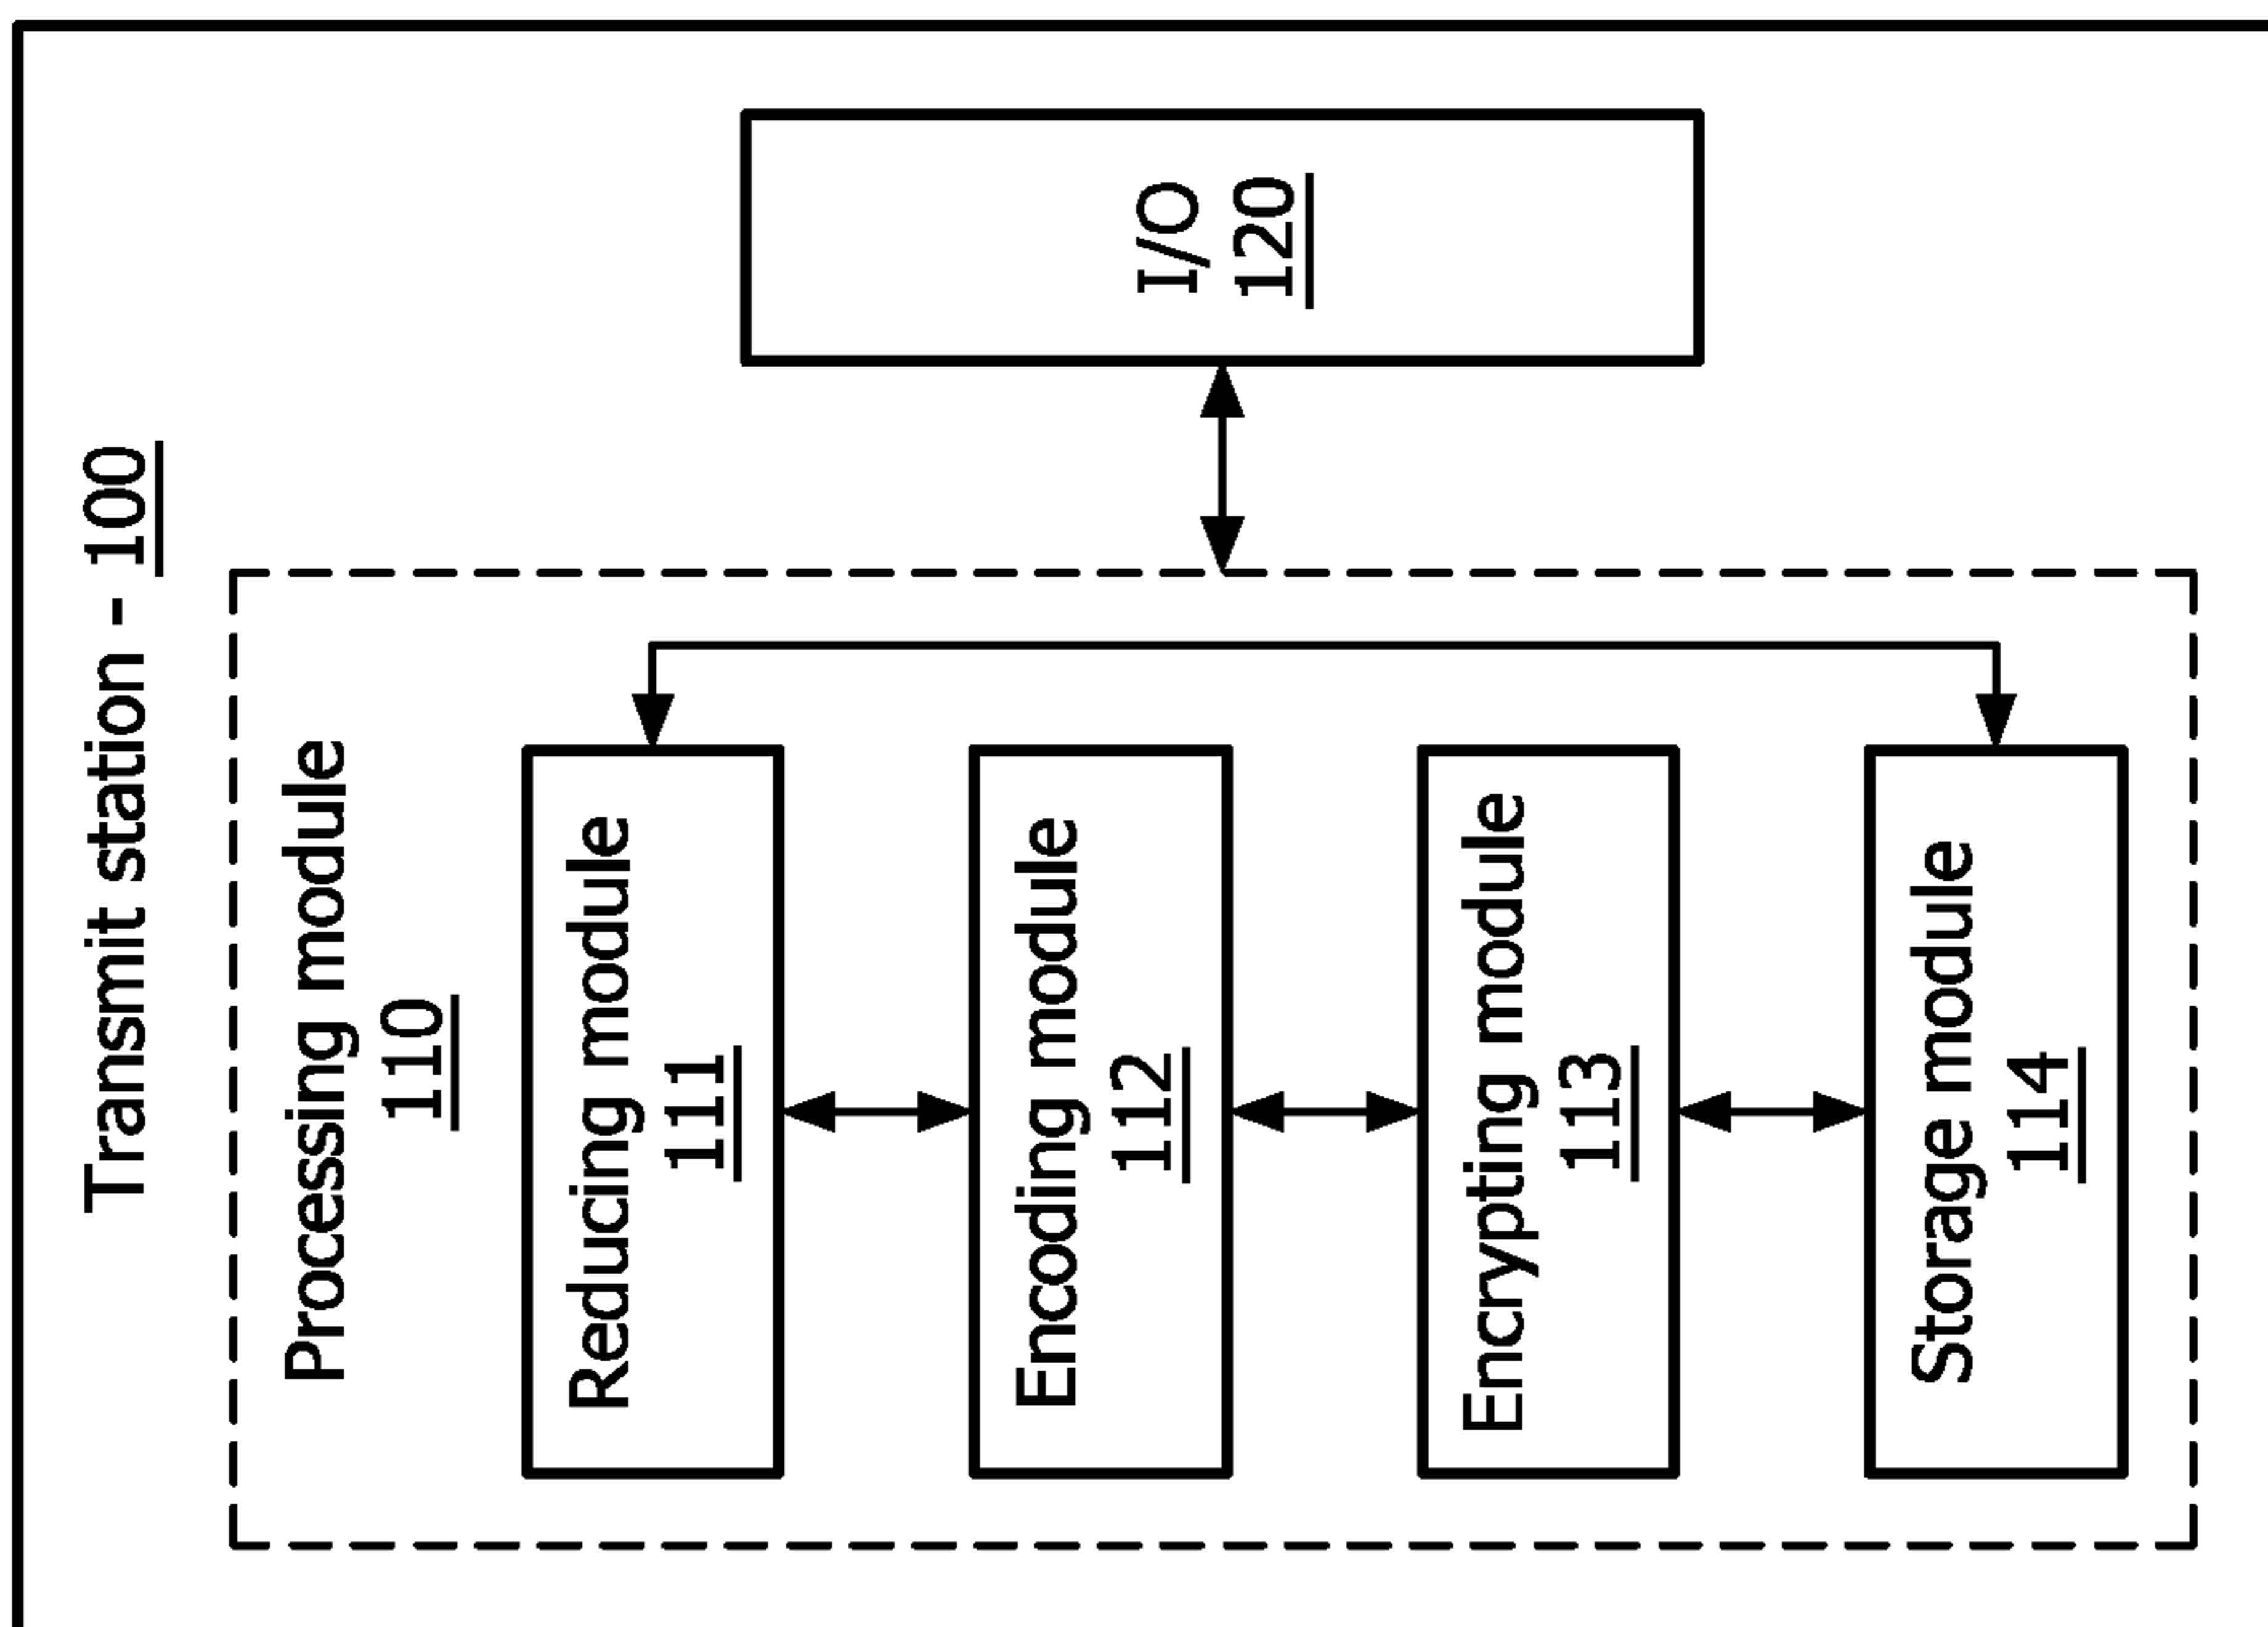 Transmit station - 100
Processing module
110
Reducing module
111
Encoding module
112
Encrypting module
113
Storage module
114
I/O
120